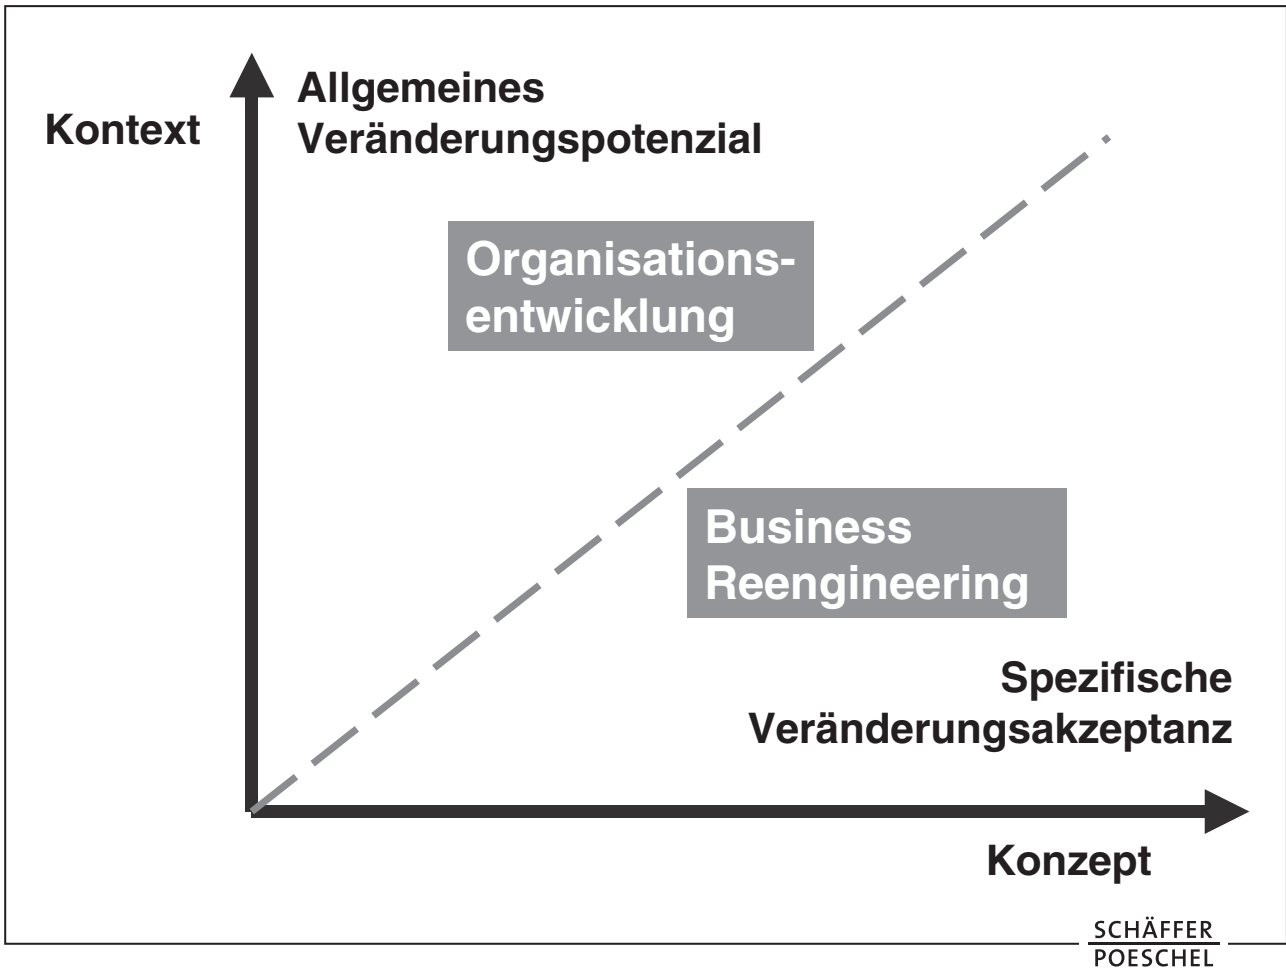 Kontext
Allgemeines
Veränderungspotenzial
Organisations-
entwicklung
Business
Reengineering
Spezifische
Veränderungsakzeptanz
Konzept
SCHÄFFER
POESCHEL